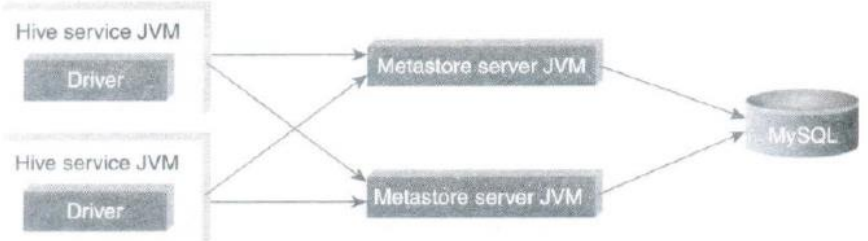 Hive service JVM
Driver
Metastore server JVM
MySQL
Hive service JVM
Driver
Metastore server JVM